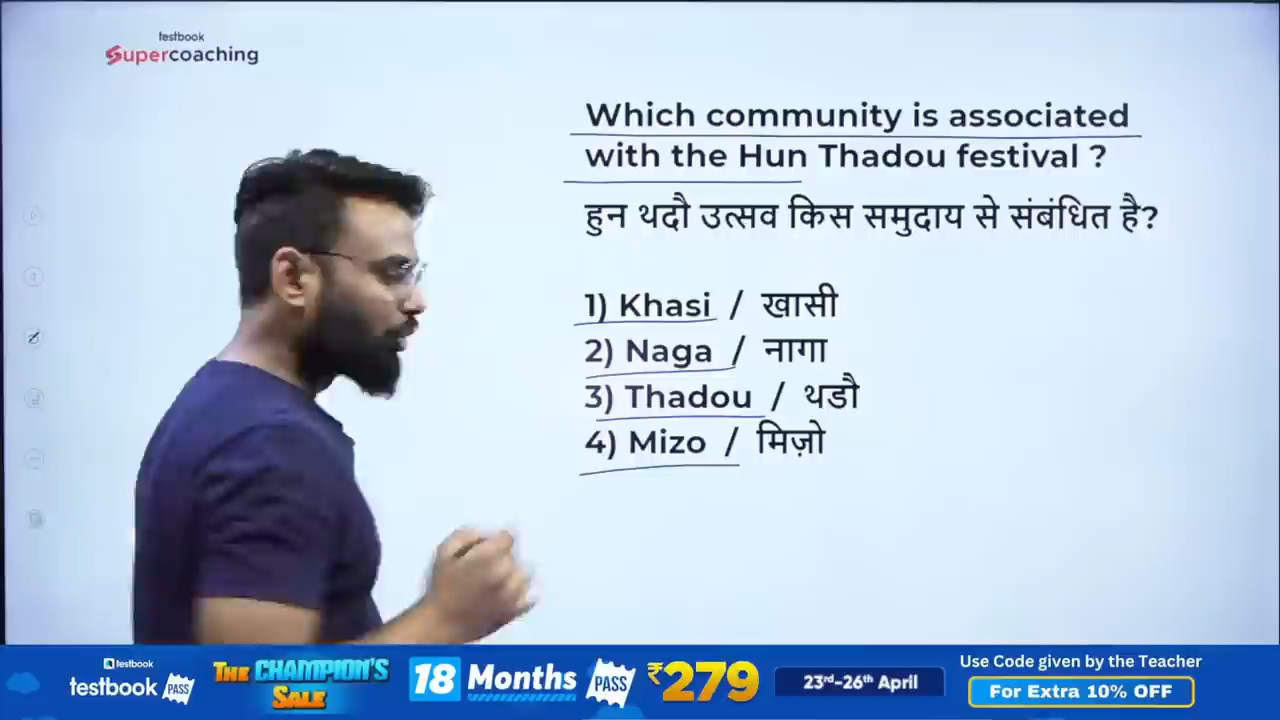 testbook
Supercoaching
Which community is associated
with the Hun Thadou festival ?
हुन थदौ उत्सव किस समुदाय से संबंधित है?
1) Khasi / खासी
2) Naga / नागा
3) Thadou / थडौ
4) Mizo / मिज़ो
testbook
testbook PASS
THE CHAMPION'S
SALE
18 Months PASS ₹279
23rd-26th April
Use Code given by the Teacher
For Extra 10% OFF